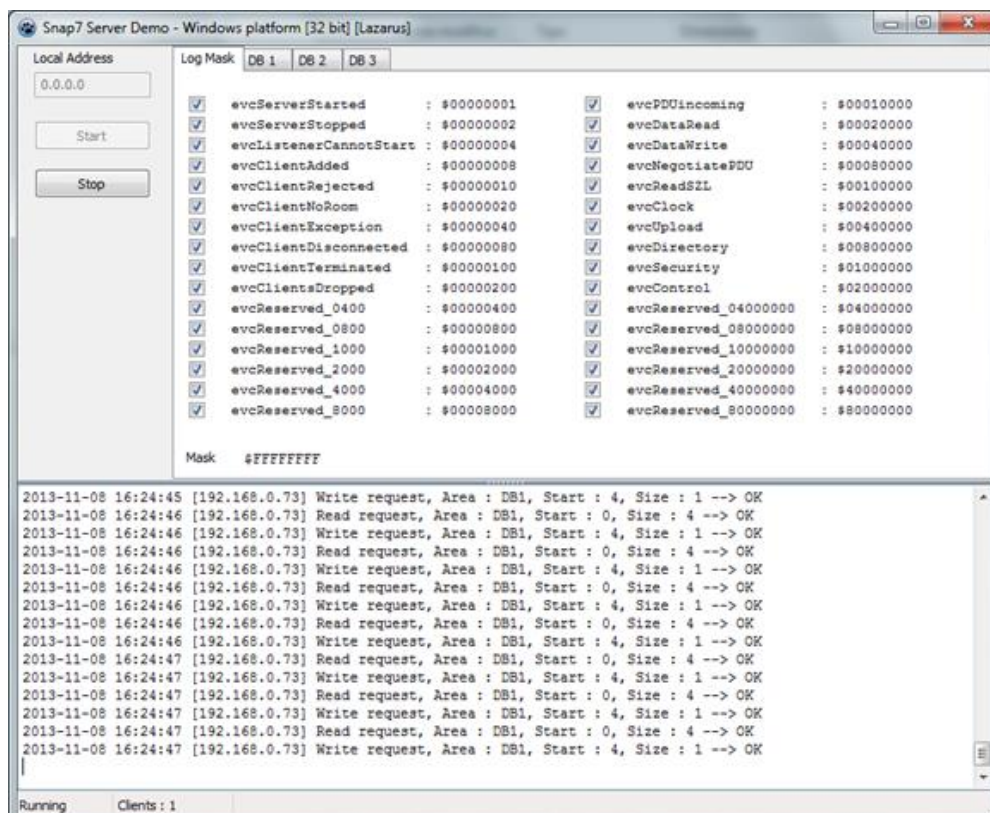 Snap7 Server Demo - Windows platform [32 bit] [Lazarus]
Local Address
0.0.0.0
Start
Stop
Log Mask DB 1 DB 2 DB 3
evcServerStarted : $00000001
evcServerStopped : $00000002
evcListenerCannotStart : $00000004
evcClientAdded : $00000008
evcClientRejected : $00000010
evcClientNoRoom : $00000020
evcClientException : $00000040
evcClientDisconnected : $00000080
evcClientTerminated : $00000100
evcClientsDropped : $00000200
evcReserved_0400 : $00000400
evcReserved_0800 : $00000800
evcReserved_1000 : $00001000
evcReserved_2000 : $00002000
evcReserved_4000 : $00004000
evcReserved_8000 : $00008000
evcPDUincoming : $00010000
evcDataRead : $00020000
evcDataWrite : $00040000
evcNegotiatePDU : $00080000
evcReadSZL : $00100000
evcClock : $00200000
evcUpload : $00400000
evcDirectory : $00800000
evcSecurity : $01000000
evcControl : $02000000
evcReserved_04000000 : $04000000
evcReserved_08000000 : $08000000
evcReserved_10000000 : $10000000
evcReserved_20000000 : $20000000
evcReserved_40000000 : $40000000
evcReserved_80000000 : $80000000
Mask $FFFFFFFF
2013-11-08 16:24:45 [192.168.0.73] Write request, Area : DB1, Start : 4, Size : 1 --> OK
2013-11-08 16:24:46 [192.168.0.73] Read request, Area : DB1, Start : 0, Size : 4 --> OK
2013-11-08 16:24:46 [192.168.0.73] Write request, Area : DB1, Start : 4, Size : 1 --> OK
2013-11-08 16:24:46 [192.168.0.73] Read request, Area : DB1, Start : 0, Size : 4 --> OK
2013-11-08 16:24:46 [192.168.0.73] Write request, Area : DB1, Start : 4, Size : 1 --> OK
2013-11-08 16:24:46 [192.168.0.73] Read request, Area : DB1, Start : 0, Size : 4 --> OK
2013-11-08 16:24:46 [192.168.0.73] Write request, Area : DB1, Start : 4, Size : 1 --> OK
2013-11-08 16:24:46 [192.168.0.73] Read request, Area : DB1, Start : 0, Size : 4 --> OK
2013-11-08 16:24:46 [192.168.0.73] Write request, Area : DB1, Start : 4, Size : 1 --> OK
2013-11-08 16:24:47 [192.168.0.73] Read request, Area : DB1, Start : 0, Size : 4 --> OK
2013-11-08 16:24:47 [192.168.0.73] Write request, Area : DB1, Start : 4, Size : 1 --> OK
2013-11-08 16:24:47 [192.168.0.73] Read request, Area : DB1, Start : 0, Size : 4 --> OK
2013-11-08 16:24:47 [192.168.0.73] Write request, Area : DB1, Start : 4, Size : 1 --> OK
2013-11-08 16:24:47 [192.168.0.73] Read request, Area : DB1, Start : 0, Size : 4 --> OK
2013-11-08 16:24:47 [192.168.0.73] Write request, Area : DB1, Start : 4, Size : 1 --> OK
Running Clients : 1